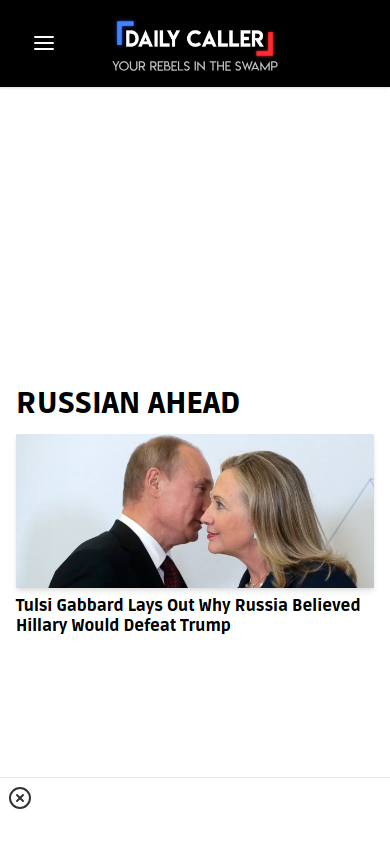 DAILY CALLER
YOUR REBELS IN THE SWAMP
RUSSIAN AHEAD
Tulsi Gabbard Lays Out Why Russia Believed
Hillary Would Defeat Trump